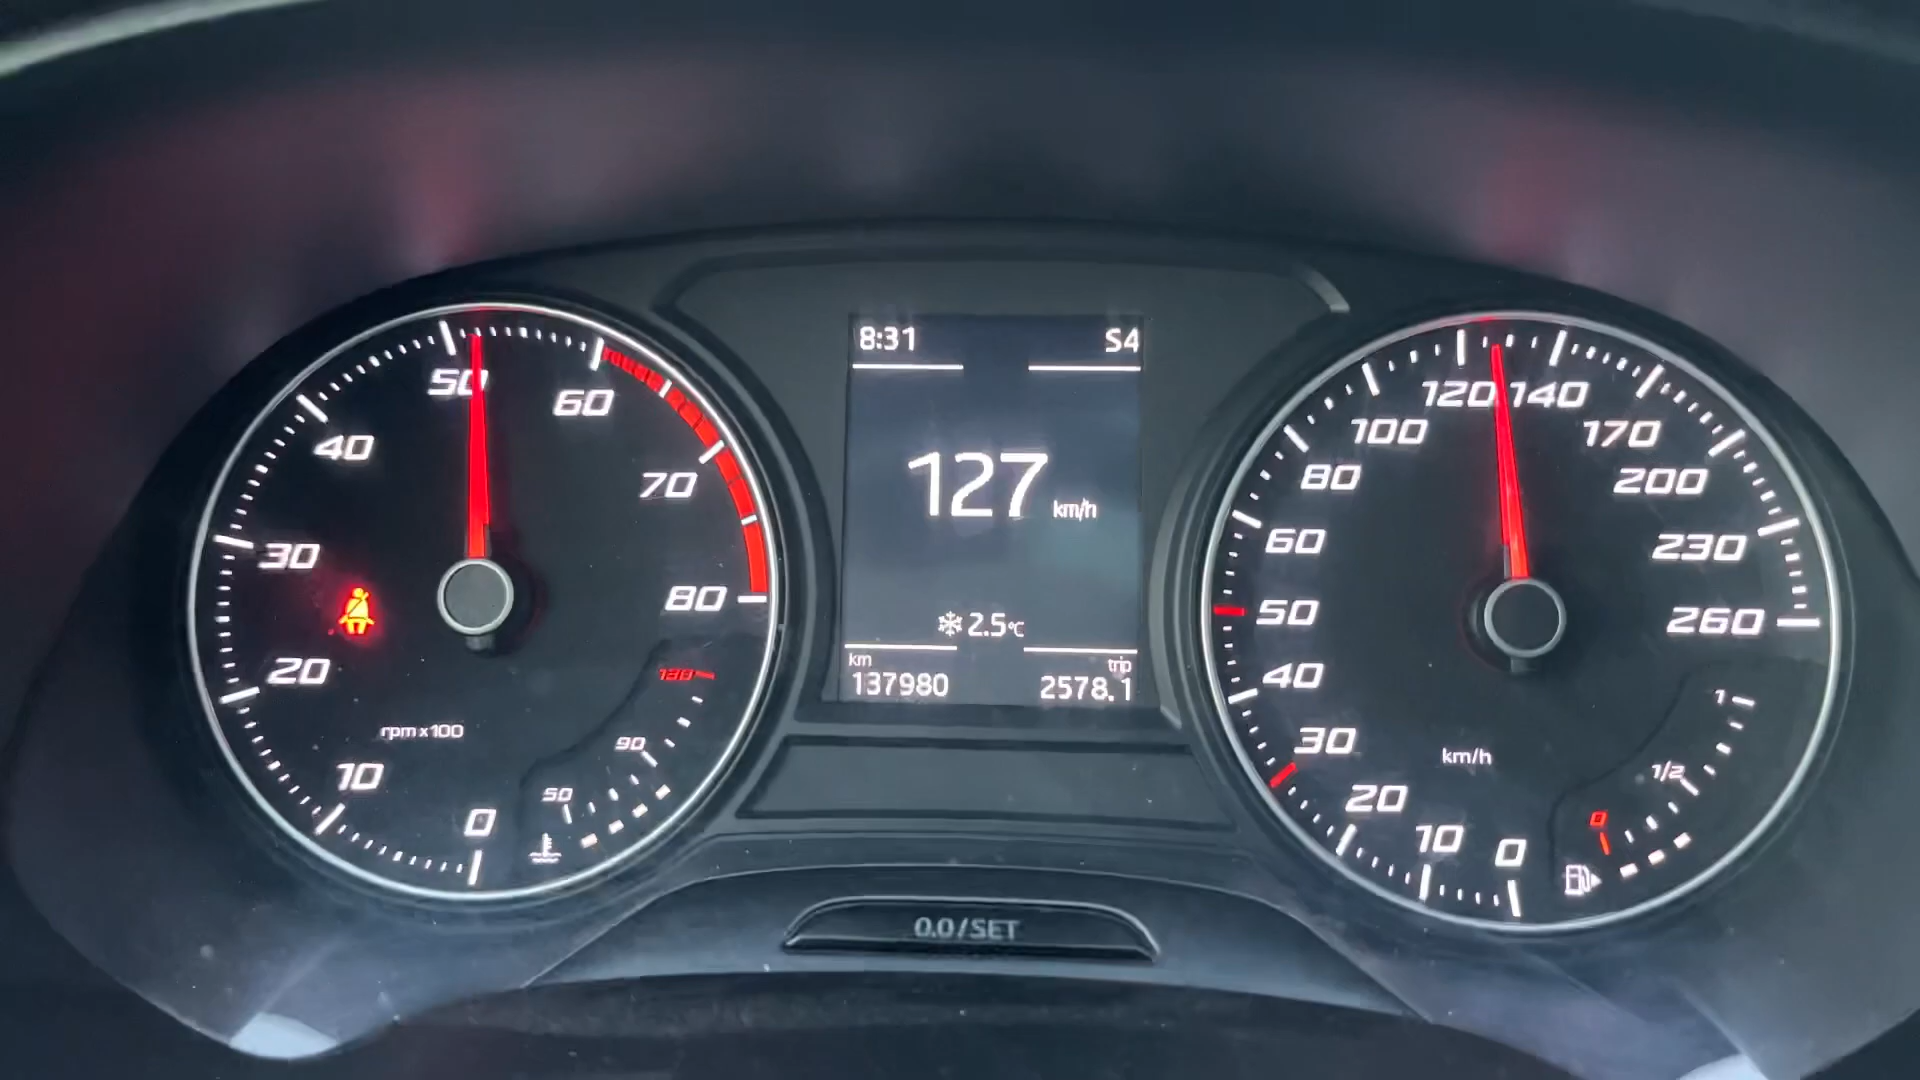 8:31 S4
127 km/h
2.5°C
km trip
137980 2578.1
0 10 20 30 40 50 60 70 80
rpm x 100
50 90
0 10 20 30 40 50 60 80 100 120 140 170 200 230 260
km/h
0 1/2 1
0.0/SET